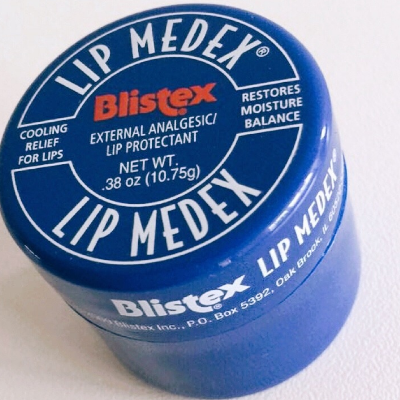 LIP MEDEX®
Blistex®
COOLING
RELIEF
FOR LIPS
EXTERNAL ANALGESIC/
LIP PROTECTANT
RESTORES
MOISTURE
BALANCE
NET WT.
.38 oz (10.75g)
LIP MEDEX
Blistex® LIP MEDEX®
Blistex Inc., P.O. Box 5392, Oak Brook, IL